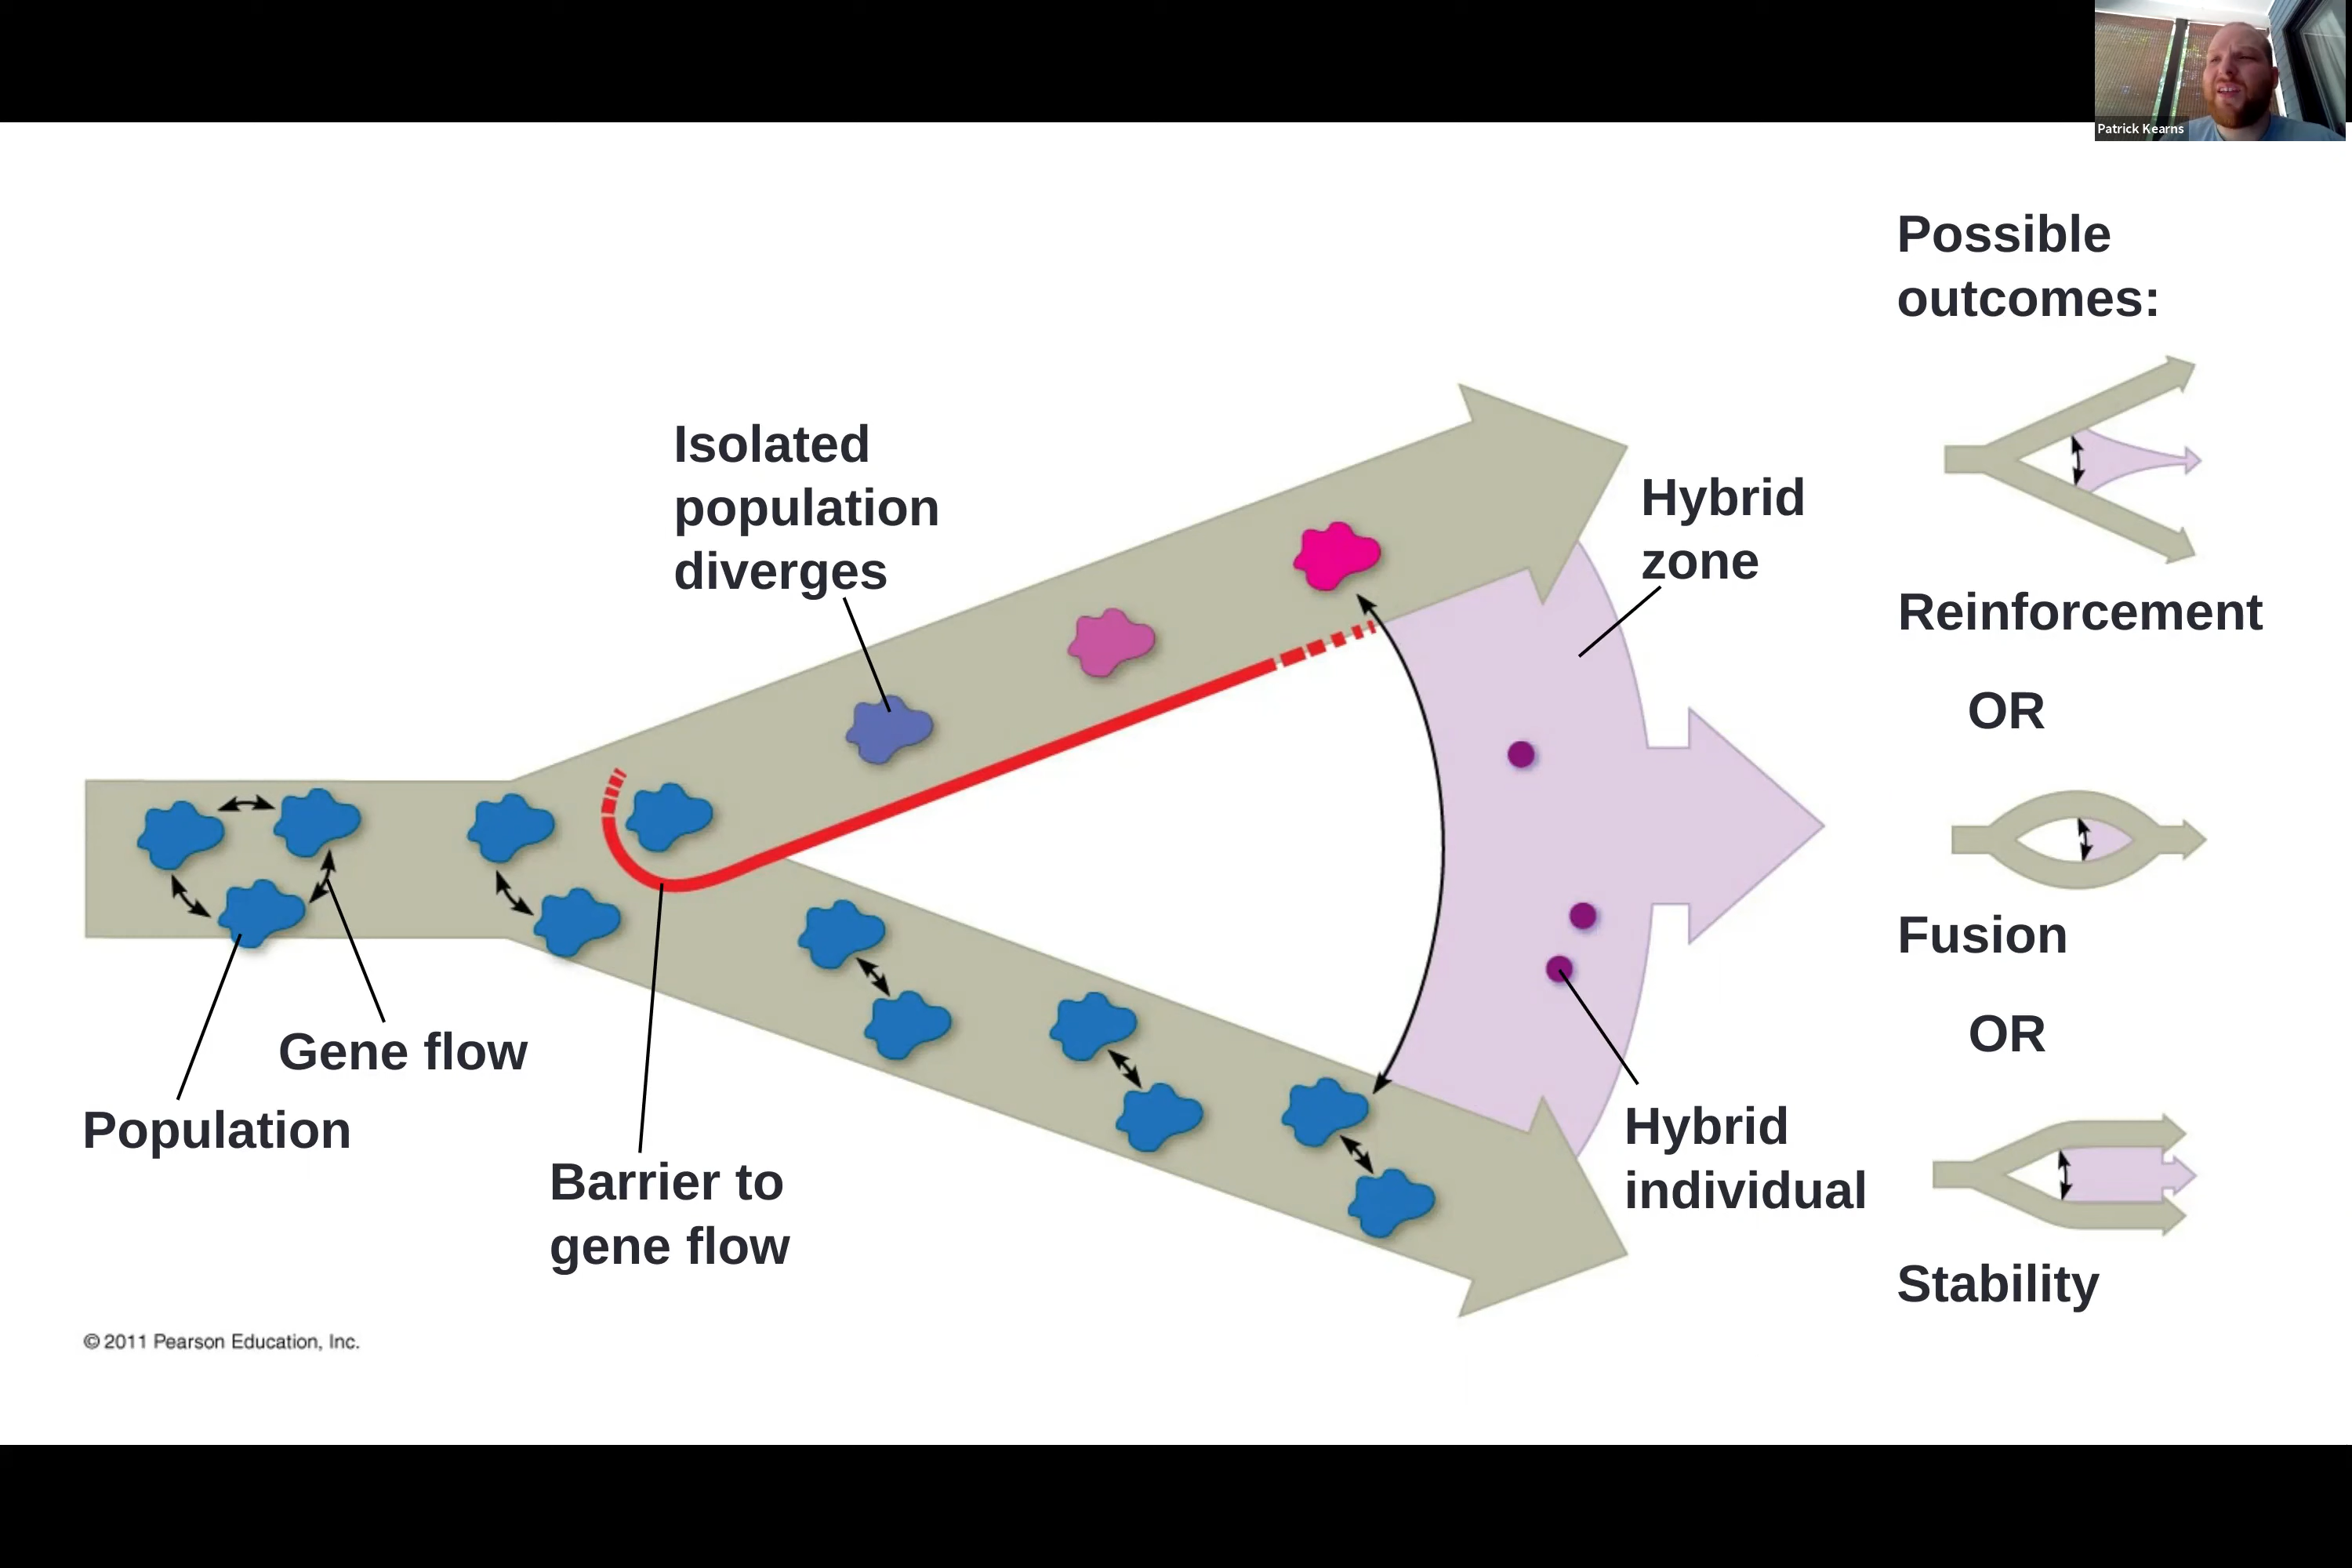 Patrick Kearns
Possible
outcomes:
Isolated
population
diverges
Hybrid
zone
Reinforcement
OR
Fusion
OR
Gene flow
Population
Barrier to
gene flow
Hybrid
individual
Stability
© 2011 Pearson Education, Inc.